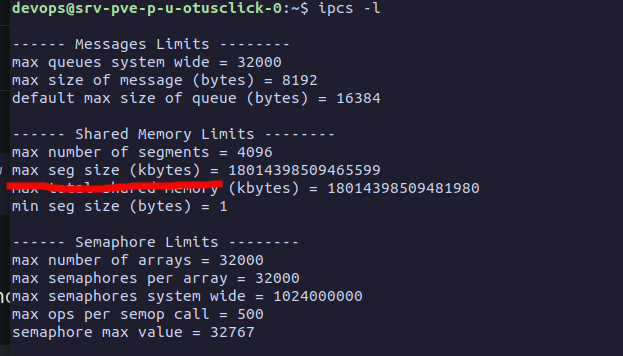 devops@srv-pve-p-u-otusclick-0:~$ ipcs -l
------ Messages Limits --------
max queues system wide = 32000
max size of message (bytes) = 8192
default max size of queue (bytes) = 16384
------ Shared Memory Limits --------
max number of segments = 4096
max seg size (kbytes) = 18014398509465599
max total shared memory (kbytes) = 18014398509481980
min seg size (bytes) = 1
------ Semaphore Limits --------
max number of arrays = 32000
max semaphores per array = 32000
max semaphores system wide = 1024000000
max ops per semop call = 500
semaphore max value = 32767